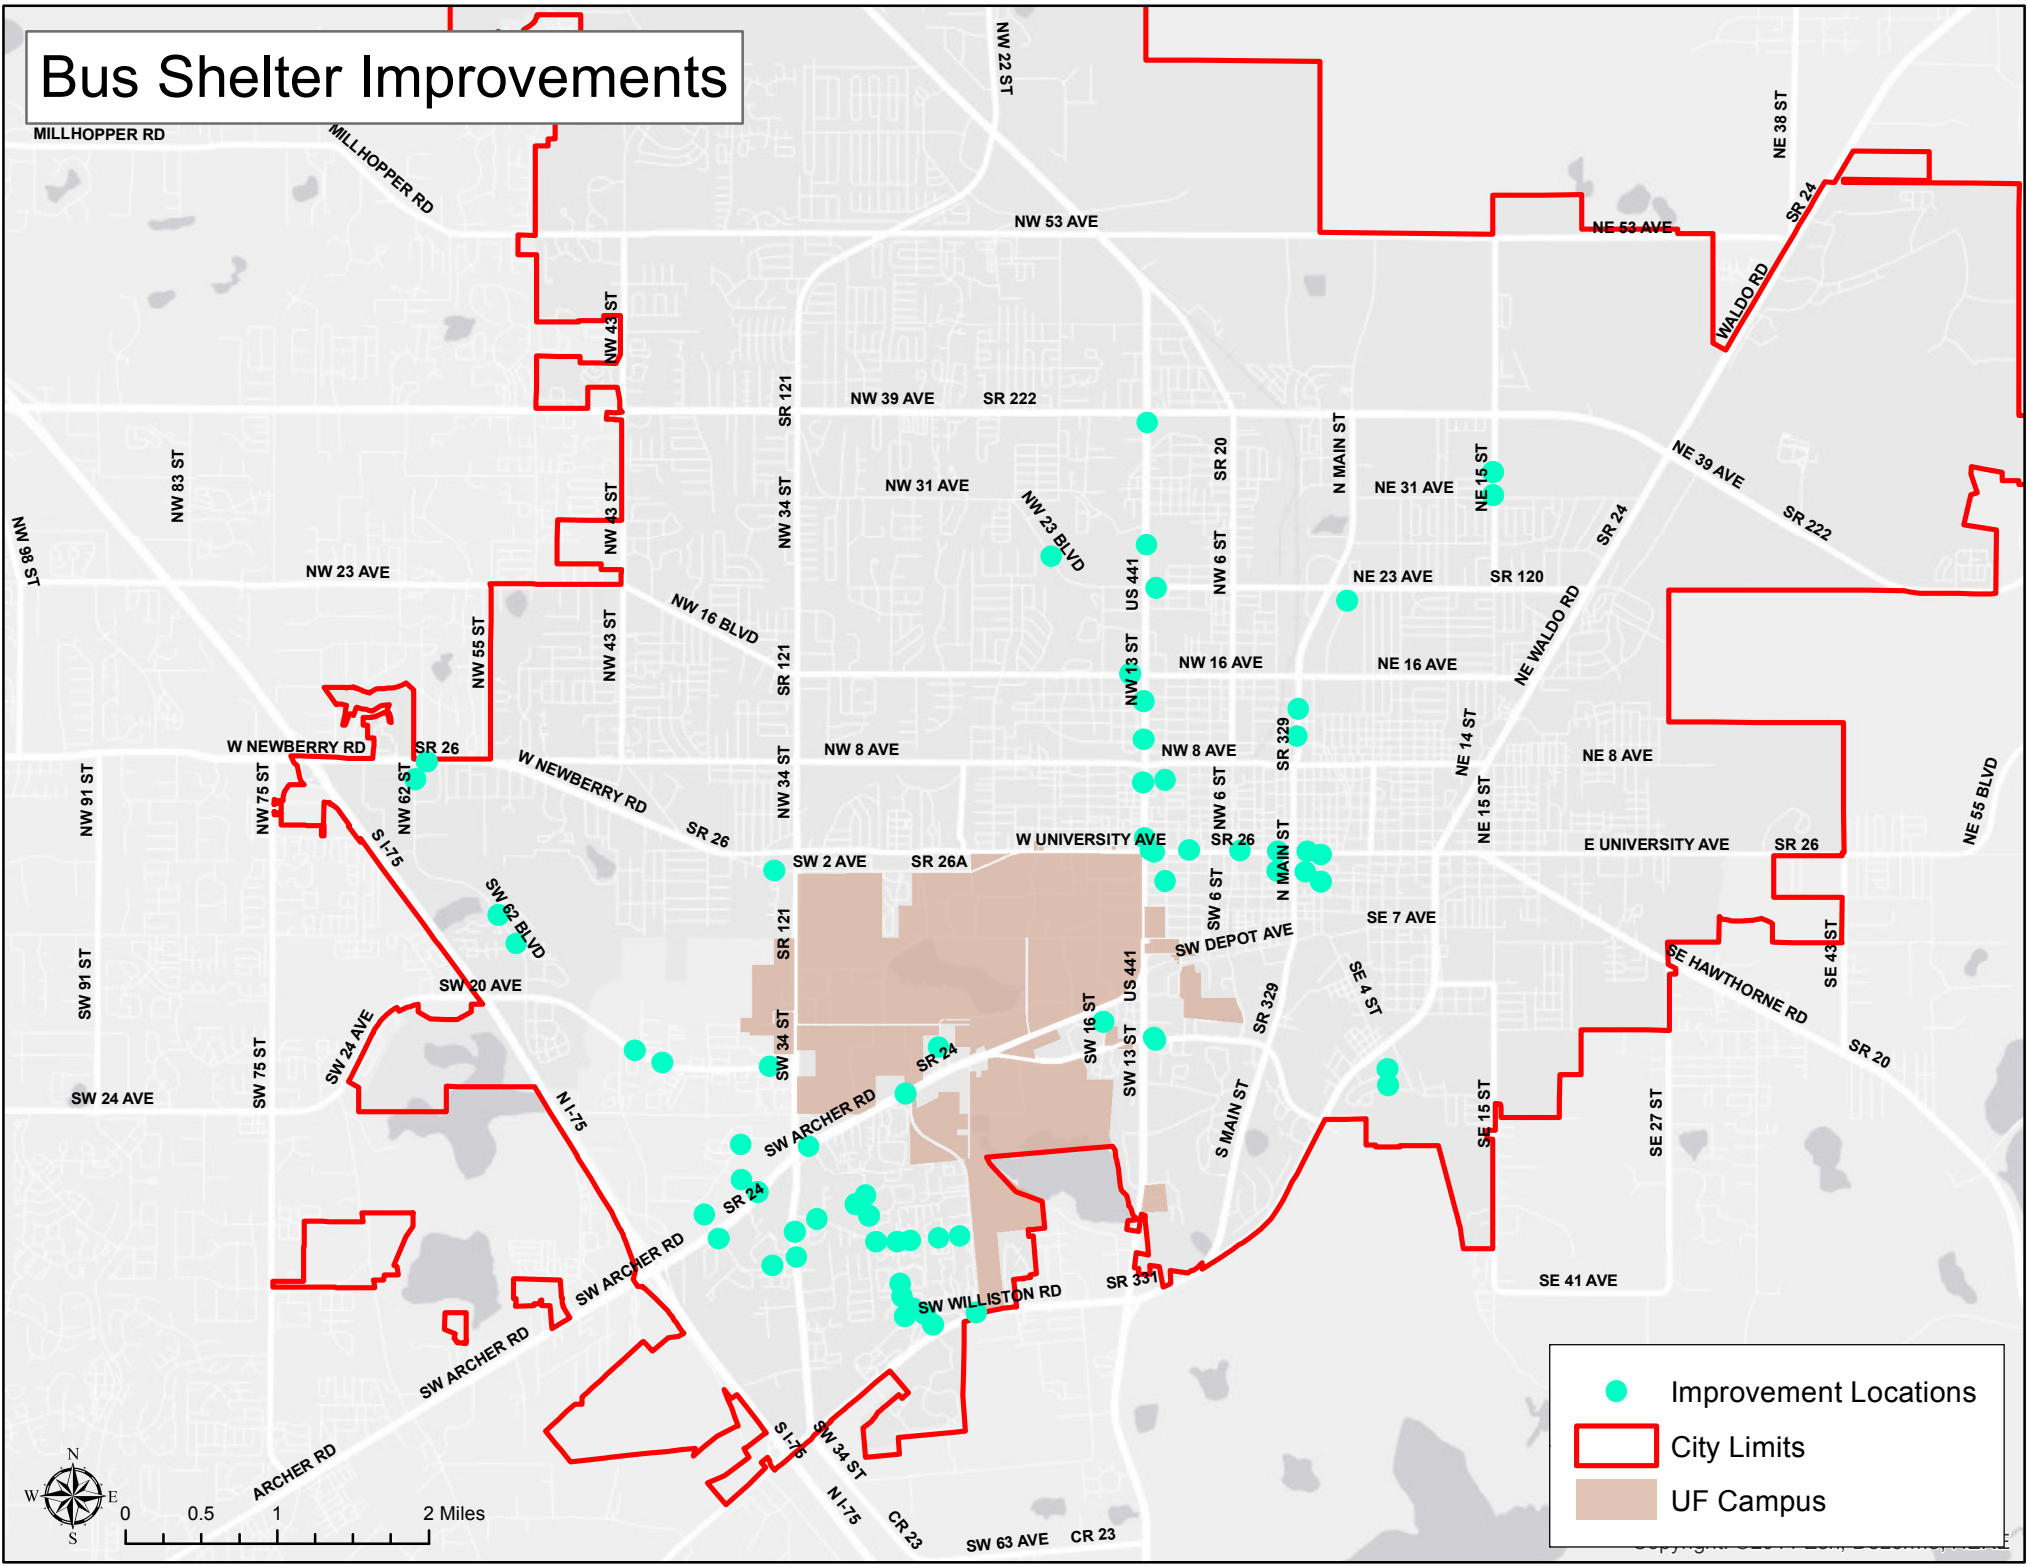 Bus Shelter Improvements
NW 22 ST
NE 38 ST
MILLHOPPER RD
MILLHOPPER RD
SR 24
NW 53 AVE
NE 53 AVE
WALDO RD
NW 43 ST
SR 121
NW 39 AVE
SR 222
SR 20
N MAIN ST
NE 39 AVE
NW 83 ST
NW 34 ST
NW 31 AVE
NE 31 AVE
NE 15 ST
SR 222
NW 43 ST
NW 23 BLVD
SR 24
NW 98 ST
NW 23 AVE
US 441
NW 6 ST
NE 23 AVE
SR 120
NW 16 BLVD
NE WALDO RD
NW 55 ST
NW 43 ST
SR 121
NW 13 ST
NW 16 AVE
NE 16 AVE
W NEWBERRY RD
SR 26
W NEWBERRY RD
NW 8 AVE
NW 8 AVE
SR 329
NE 14 ST
NE 8 AVE
NW 91 ST
NW 75 ST
NW 62 ST
NW 34 ST
NW 6 ST
NE 15 ST
NE 55 BLVD
S I-75
SR 26
W UNIVERSITY AVE
SR 26
E UNIVERSITY AVE
SR 26
SW 2 AVE
SR 26A
N MAIN ST
SW 62 BLVD
SW 6 ST
SE 7 AVE
SR 121
SW DEPOT AVE
SW 91 ST
SW 20 AVE
US 441
SE 4 ST
SE HAWTHORNE RD
SE 43 ST
SW 24 AVE
SW 34 ST
SW 16 ST
SR 329
SR 24
SR 20
SW 75 ST
SW 13 ST
SW 24 AVE
N I-75
SW ARCHER RD
S MAIN ST
SE 15 ST
SE 27 ST
SR 24
SW ARCHER RD
SW WILLISTON RD
SR 331
SE 41 AVE
SW ARCHER RD
Improvement Locations
City Limits
UF Campus
S I-75
SW 34 ST
ARCHER RD
N I-75
CR 23
SW 63 AVE
CR 23
N
W
E
S
0
0.5
1
2 Miles